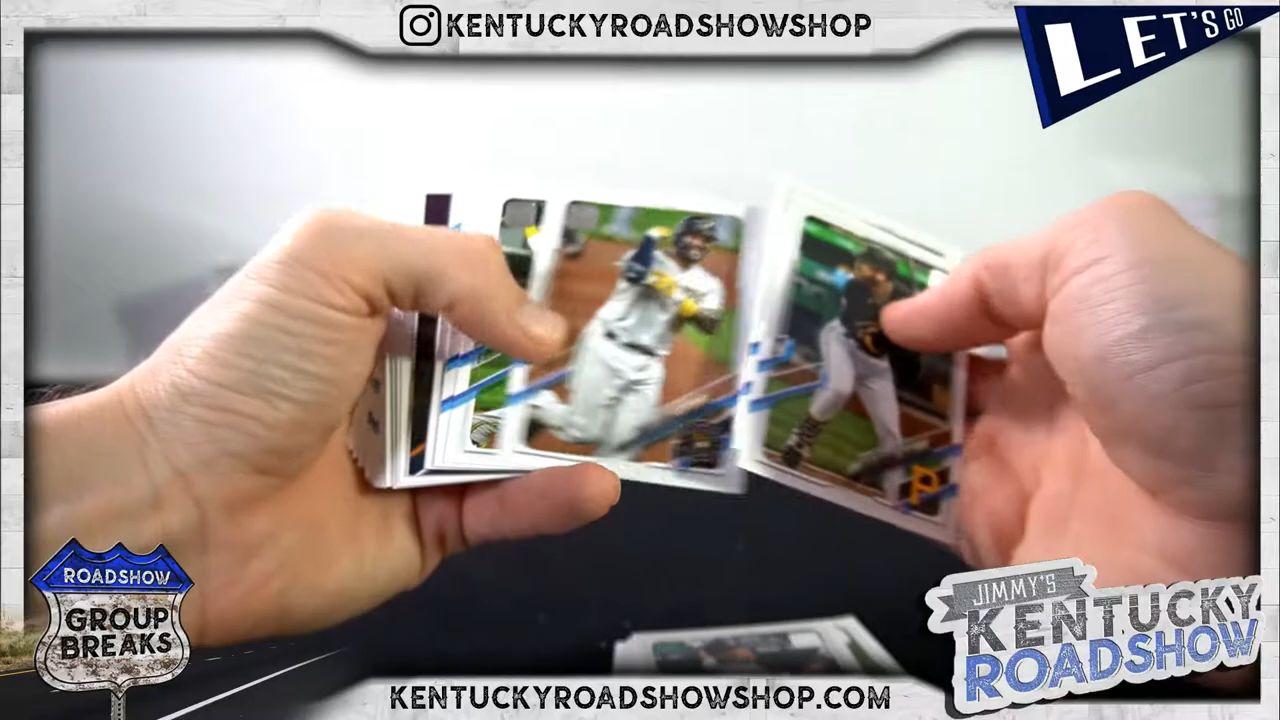 KENTUCKYROADSHOWSHOP
LET'S GO
P
ROADSHOW
GROUP
BREAKS
JIMMY'S
KENTUCKY
ROADSHOW
KENTUCKYROADSHOWSHOP.COM